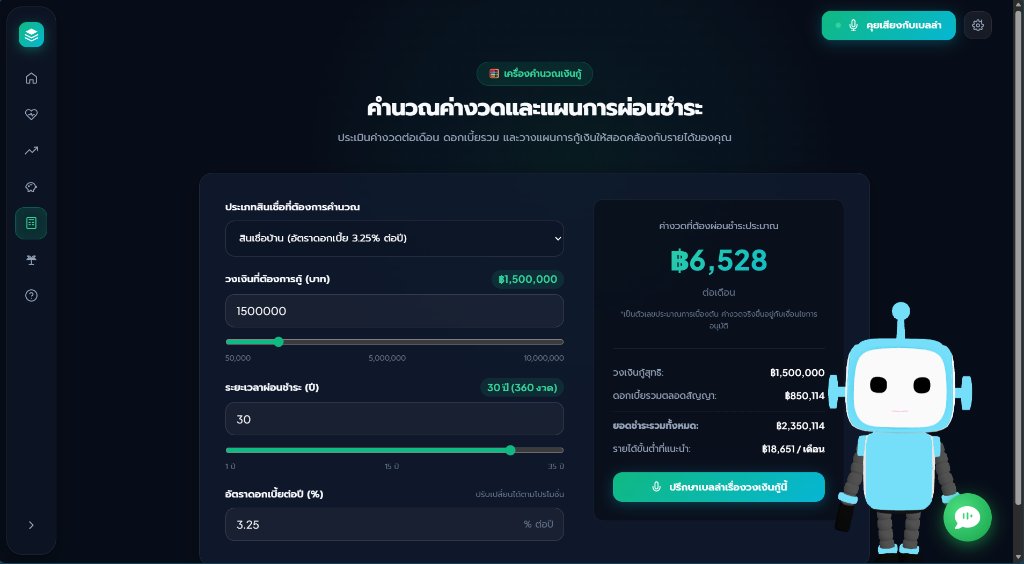 คุยเสียงกับเบลล่า
เครื่องคำนวณเงินกู้
คำนวณค่างวดและแผนการผ่อนชำระ
ประเมินค่างวดต่อเดือน ดอกเบี้ยรวม และวางแผนการกู้เงินให้สอดคล้องกับรายได้ของคุณ
ประเภทสินเชื่อที่ต้องการคำนวณ
สินเชื่อบ้าน (อัตราดอกเบี้ย 3.25% ต่อปี)
วงเงินที่ต้องการกู้ (บาท)
฿1,500,000
1500000
50,000
5,000,000
10,000,000
ระยะเวลาผ่อนชำระ (ปี)
30 ปี (360 งวด)
30
1 ปี
15 ปี
35 ปี
อัตราดอกเบี้ยต่อปี (%)
ปรับเปลี่ยนได้ตามโปรโมชั่น
3.25
% ต่อปี
ค่างวดที่ต้องผ่อนชำระประมาณ
฿6,528
ต่อเดือน
*เป็นตัวเลขประมาณการเบื้องต้น ค่างวดจริงขึ้นอยู่กับเงื่อนไขการ
อนุมัติ
วงเงินกู้สุทธิ: ฿1,500,000
ดอกเบี้ยรวมตลอดสัญญา: ฿850,114
ยอดชำระรวมทั้งหมด: ฿2,350,114
รายได้ขั้นต่ำที่แนะนำ: ฿18,651 / เดือน
ปรึกษาเบลล่าเรื่องวงเงินกู้นี้